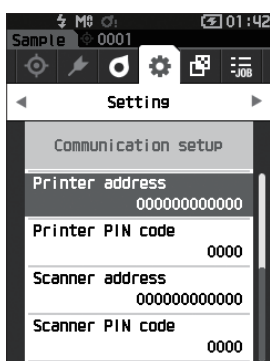 M 01:42
Sample 0001
JOB
Setting
Communication setup
Printer address
000000000000
Printer PIN code
0000
Scanner address
000000000000
Scanner PIN code
0000